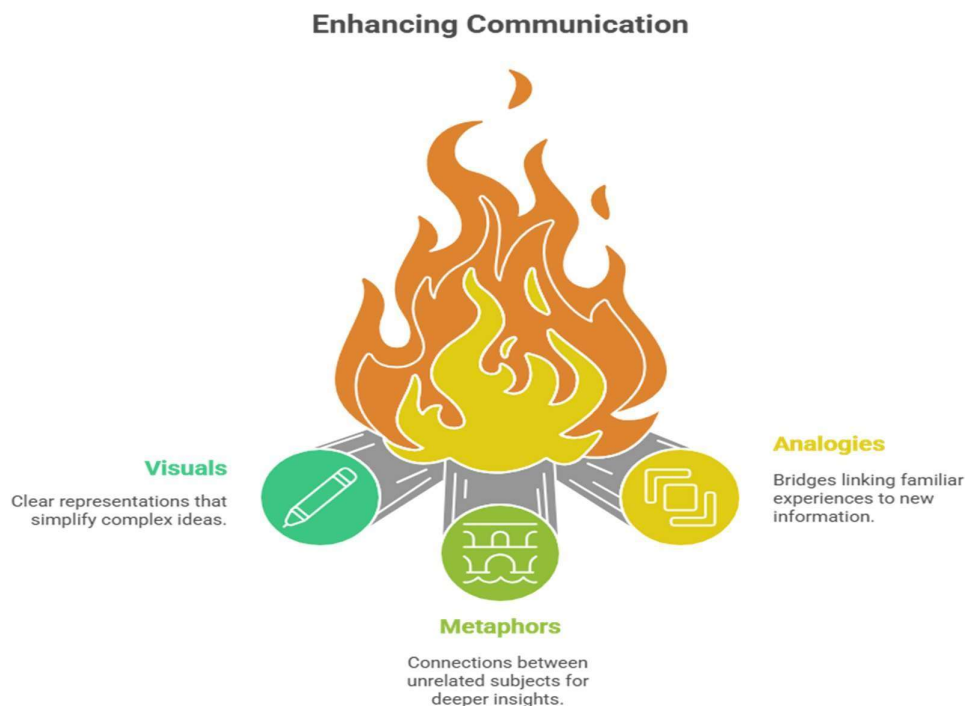 Enhancing Communication
Visuals
Clear representations that
simplify complex ideas.
Analogies
Bridges linking familiar
experiences to new
information.
Metaphors
Connections between
unrelated subjects for
deeper insights.